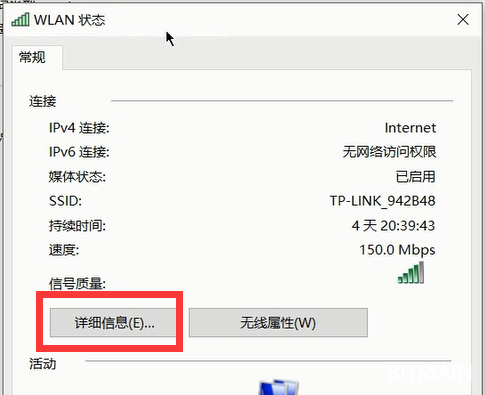 WLAN 状态
常规
连接
IPv4 连接: Internet
IPv6 连接: 无网络访问权限
媒体状态: 已启用
SSID: TP-LINK_942B48
持续时间: 4 天 20:39:43
速度: 150.0 Mbps
信号质量:
详细信息(E)... 无线属性(W)
活动
BITMAIN